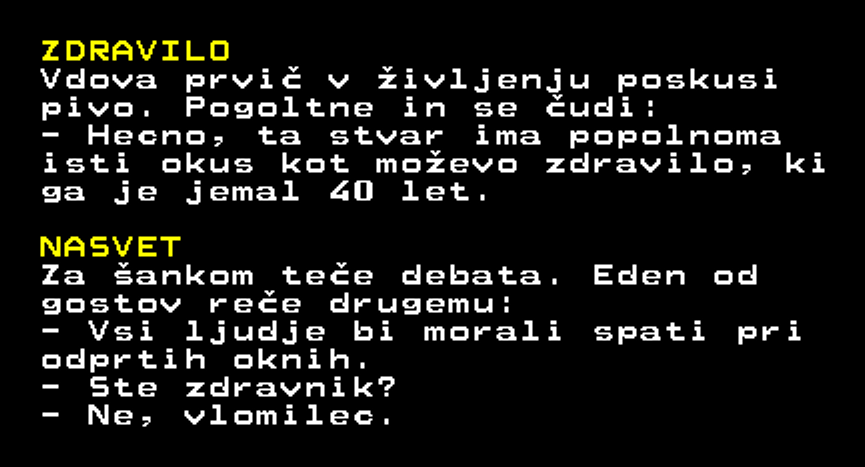 ZDRAVILO
Vdova prvič v življenju poskusi
pivo. Pogoltne in se čudi:
- Hecno, ta stvar ima popolnoma
isti okus kot moževo zdravilo, ki
ga je jemal 40 let.
NASVET
Za šankom teče debata. Eden od
gostov reče drugemu:
- Vsi ljudje bi morali spati pri
odprtih oknih.
- Ste zdravnik?
- Ne, vlomilec.